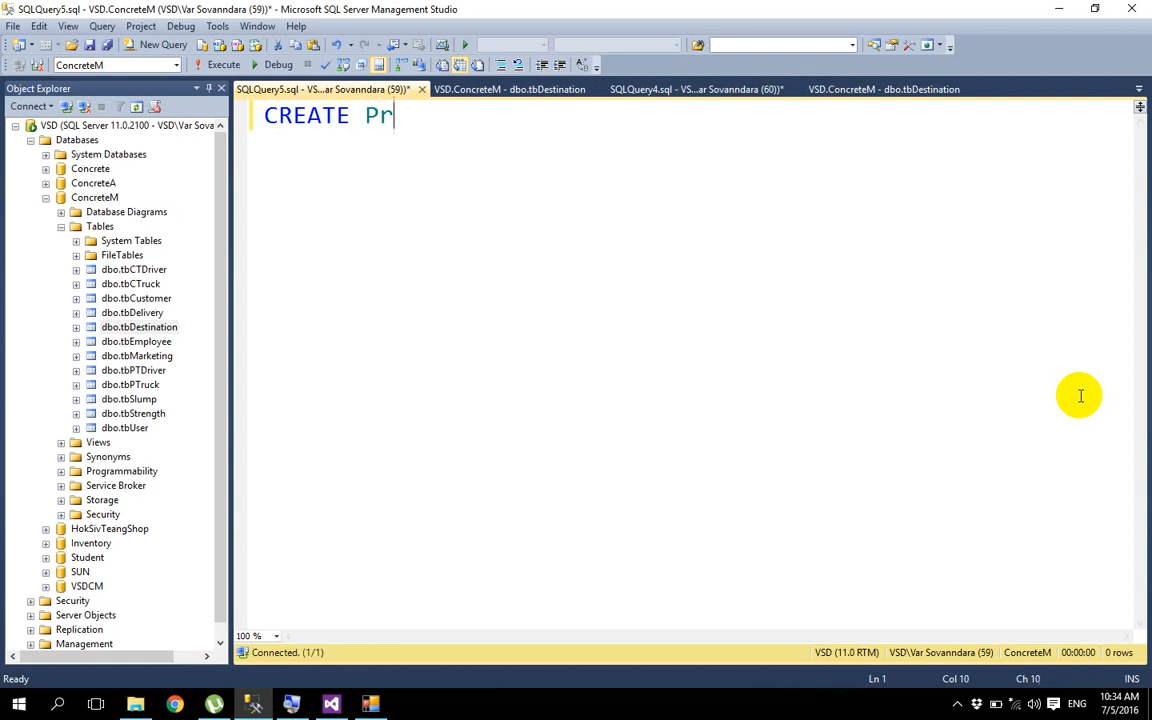 SQLQuery5.sql - VSD.ConcreteM (VSD\Var Sovanndara (59))* - Microsoft SQL Server Management Studio
File Edit View Query Project Debug Tools Window Help
New Query
ConcreteM Execute Debug
Object Explorer
SQLQuery5.sql - VS...ar Sovanndara (59))* VSD.ConcreteM - dbo.tbDestination SQLQuery4.sql - VS...ar Sovanndara (60))* VSD.ConcreteM - dbo.tbDestination
Connect
CREATE Pr
VSD (SQL Server 11.0.2100 - VSD\Var Sova
Databases
System Databases
Concrete
ConcreteA
ConcreteM
Database Diagrams
Tables
System Tables
FileTables
dbo.tbCTDriver
dbo.tbCTruck
dbo.tbCustomer
dbo.tbDelivery
dbo.tbDestination
dbo.tbEmployee
dbo.tbMarketing
dbo.tbPTDriver
dbo.tbPTruck
dbo.tbSlump
dbo.tbStrength
dbo.tbUser
Views
Synonyms
Programmability
Service Broker
Storage
Security
HokSivTeangShop
Inventory
Student
SUN
VSDCM
Security
Server Objects
Replication
Management
100 %
Connected. (1/1) VSD (11.0 RTM) VSD\Var Sovanndara (59) ConcreteM 00:00:00 0 rows
Ready Ln 1 Col 10 Ch 10 INS
ENG
10:34 AM
7/5/2016